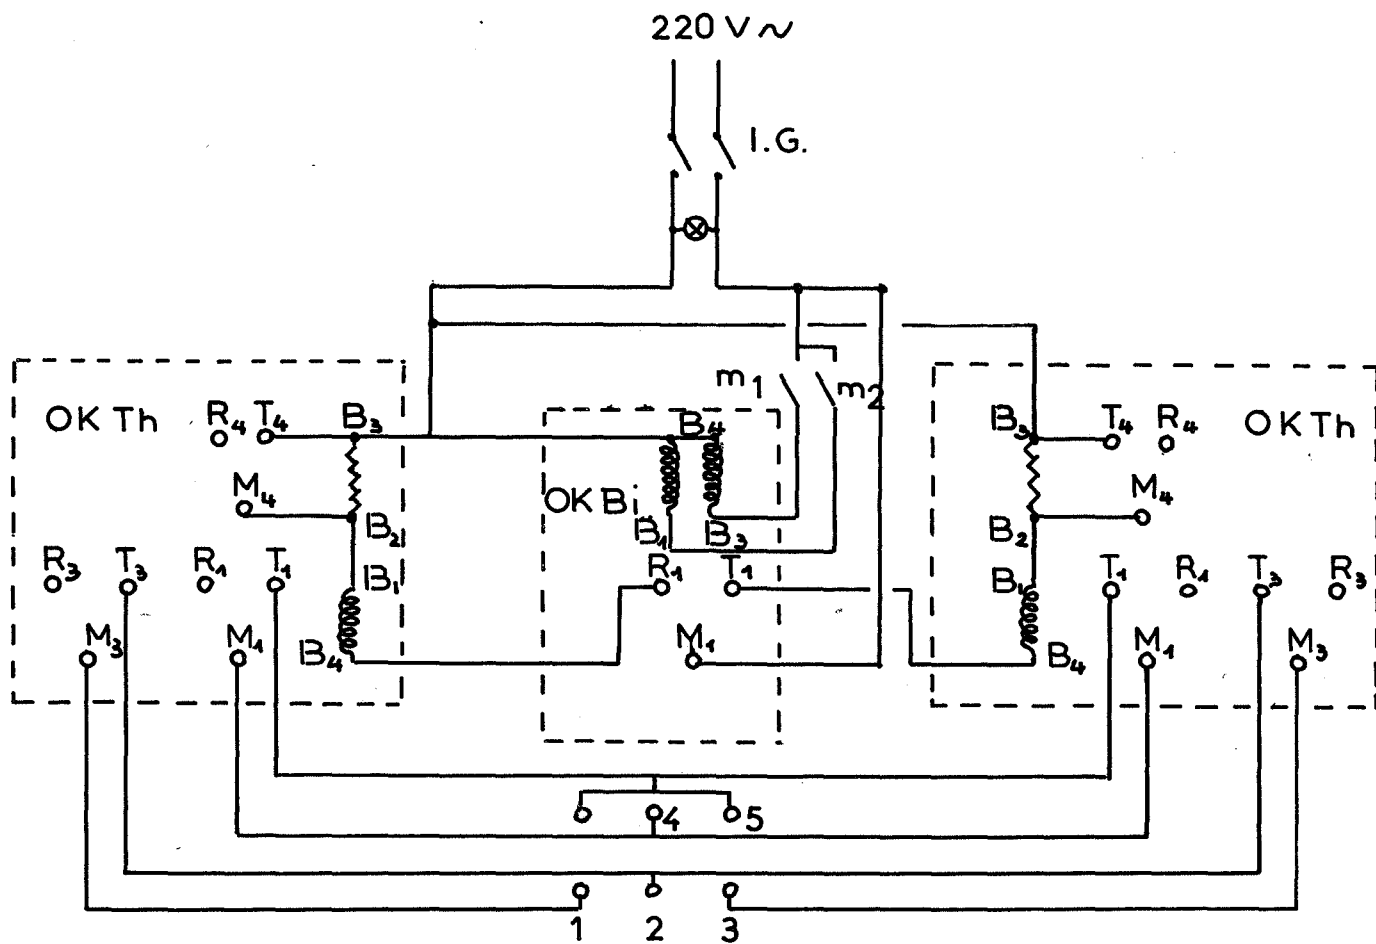 220 V ~
I.G.
m1 m2
OK Th R4 T4 B3
B4
B3 T4 R4 OK Th
M4 B2
OK Bi B1 B3
B2 M4
R3 T3 R1 T1 B1
R1 T1
B1 T1 R1 T3 R3
M3 M1 B4
M1
B4 M1 M3
4 5
1 2 3